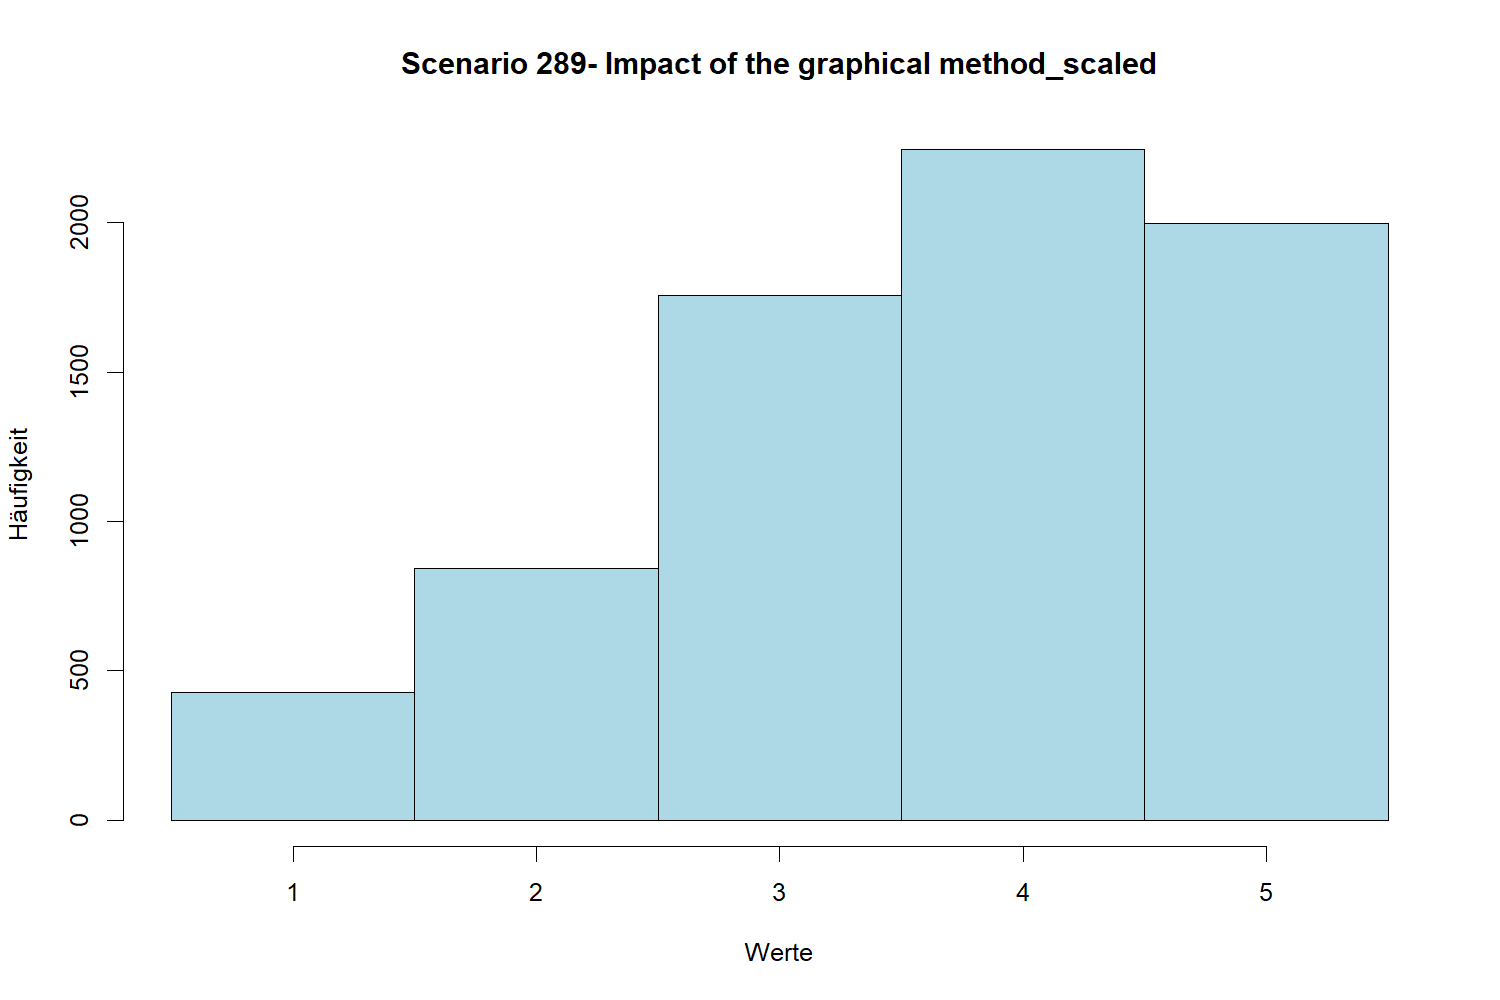 Scenario 289- Impact of the graphical method_scaled
Häufigkeit
2000
1500
1000
500
0
1 2 3 4 5
Werte